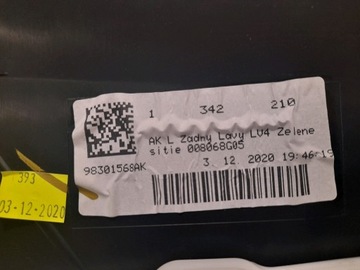 1 342 210
AK L Zadny Lavy LV4 Zelene
sitie 008068G05
9830156SAK 3. 12. 2020 19:46:19
393
03-12-2020